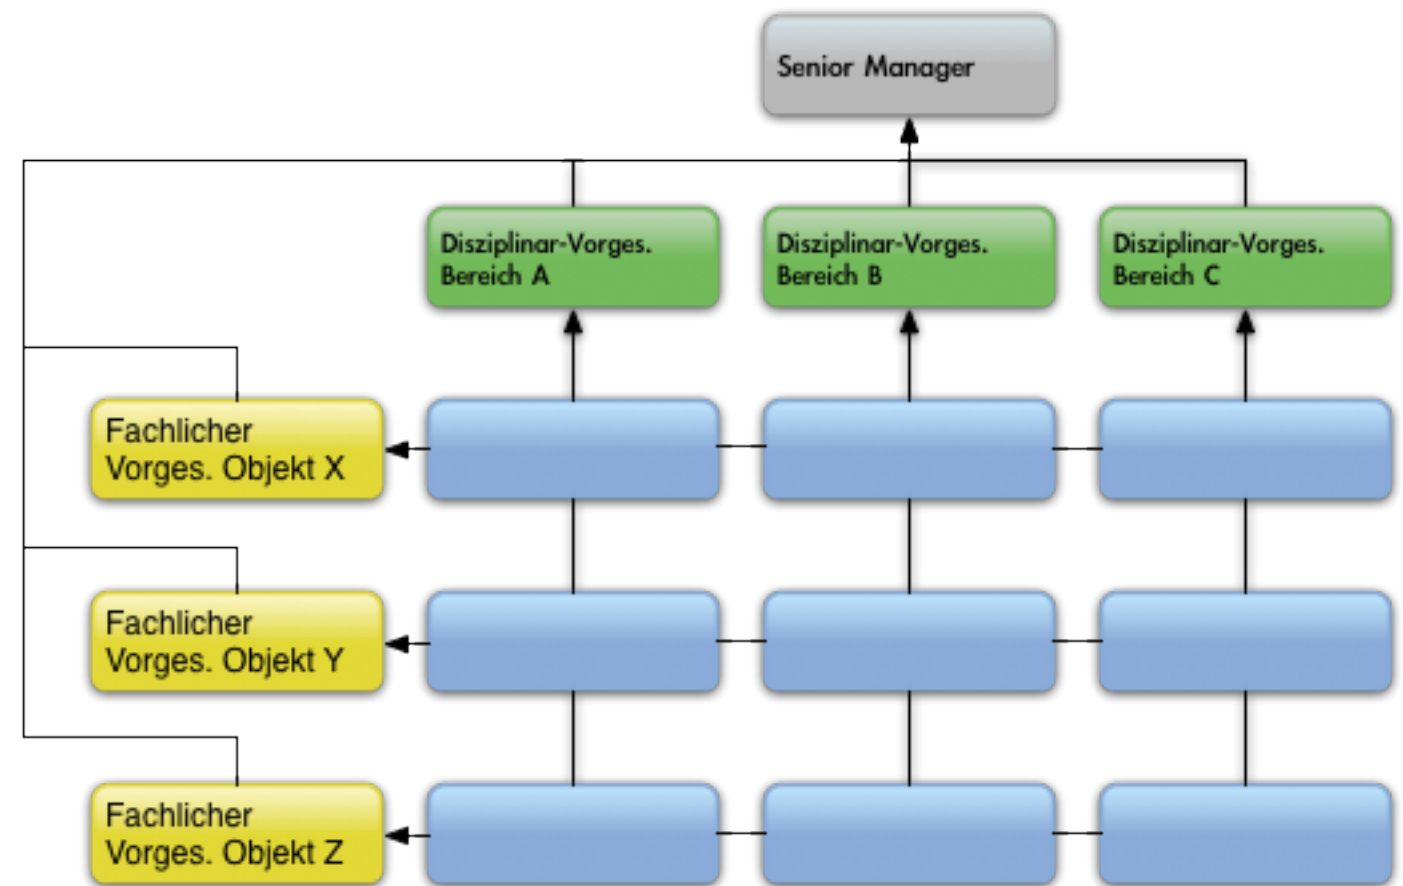 Senior Manager
Disziplinar-Vorges.
Bereich A
Disziplinar-Vorges.
Bereich B
Disziplinar-Vorges.
Bereich C
Fachlicher
Vorges. Objekt X
Fachlicher
Vorges. Objekt Y
Fachlicher
Vorges. Objekt Z